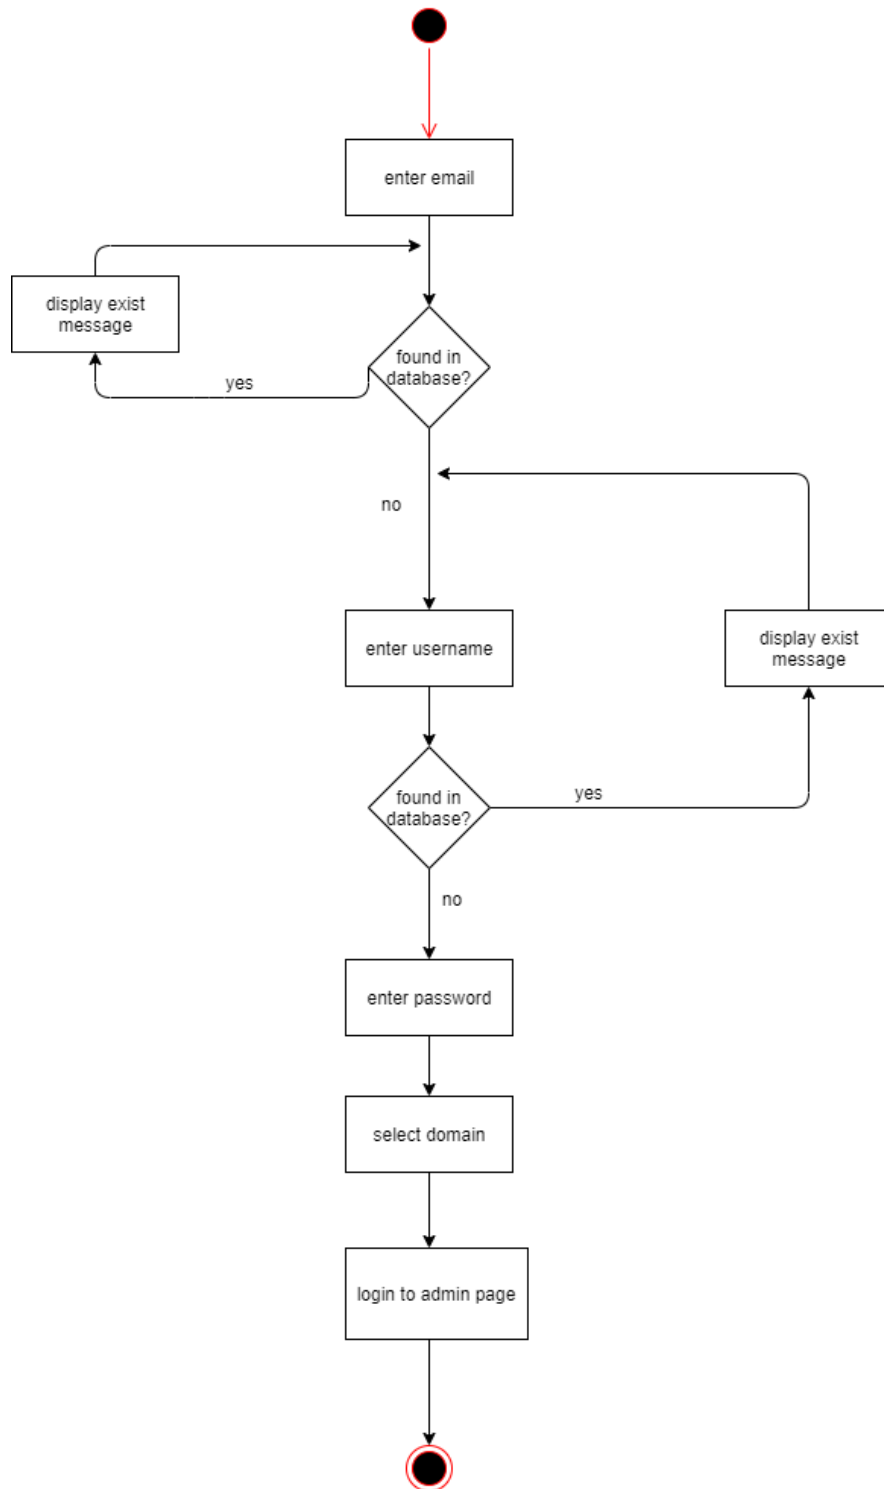 enter email
display exist
message
found in
database?
yes
no
enter username
display exist
message
found in
database?
yes
no
enter password
select domain
login to admin page